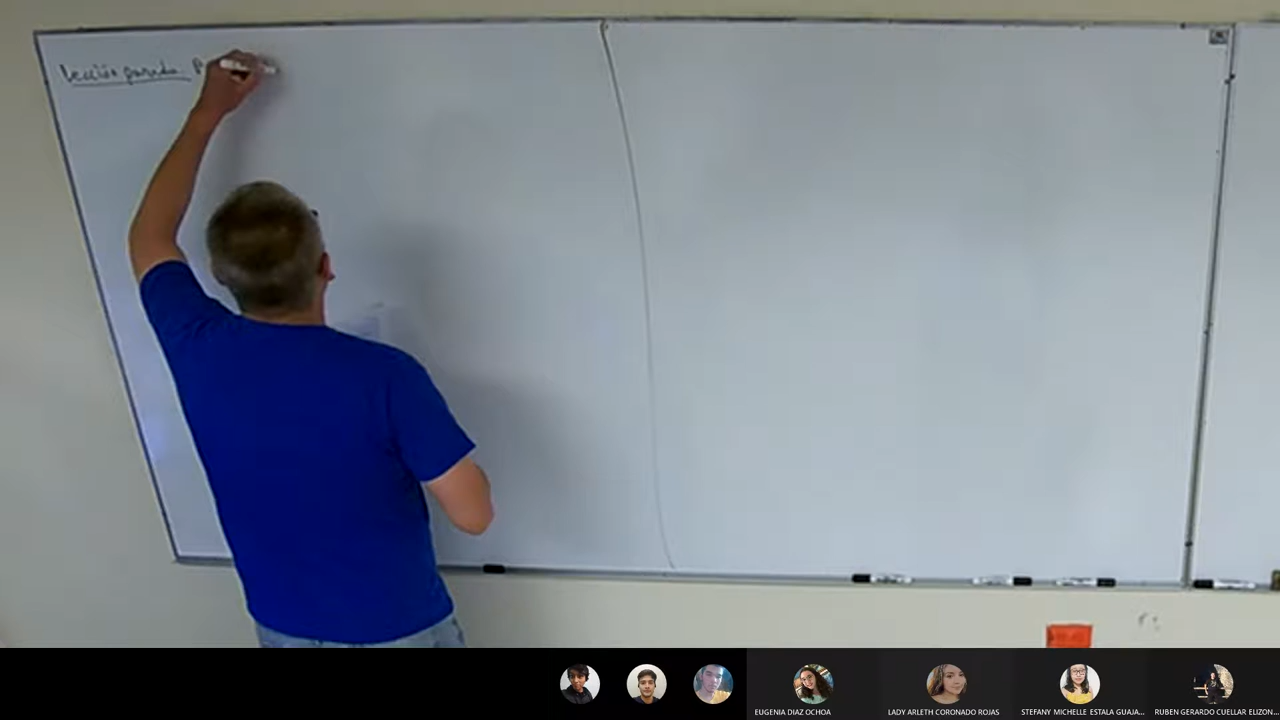 Lección pasada. P
EUGENIA DIAZ OCHOA
LADY ARLETH CORONADO ROJAS
STEFANY MICHELLE ESTALA GUAJA...
RUBEN GERARDO CUELLAR ELIZON...